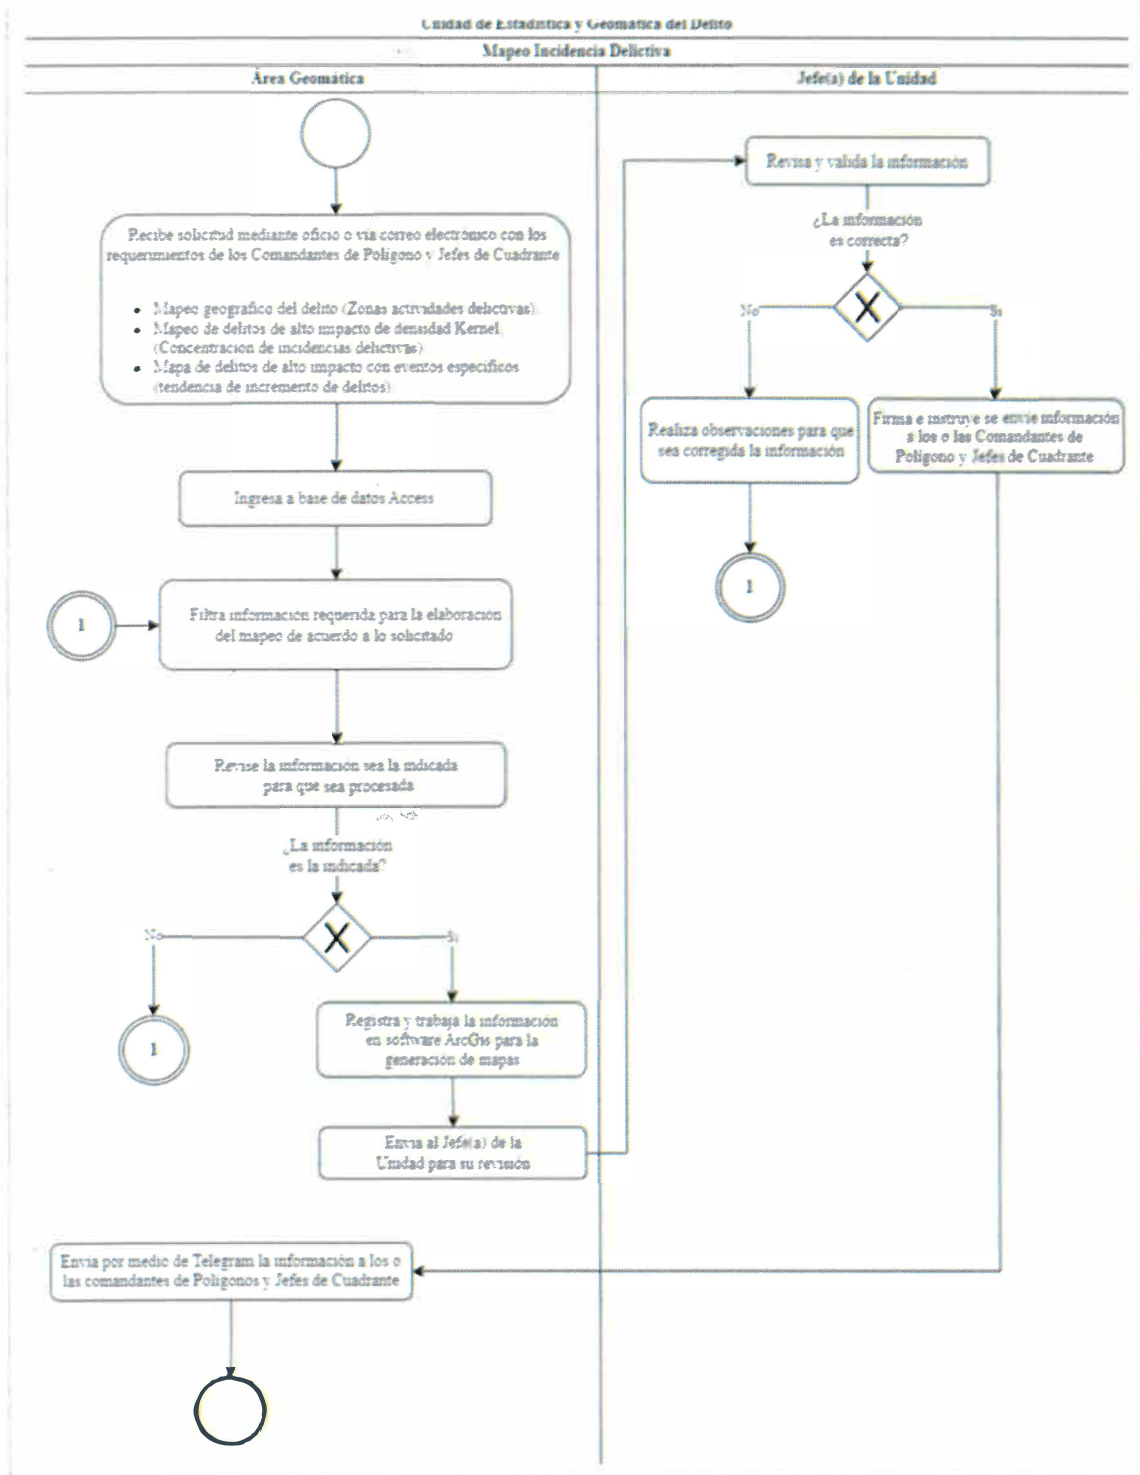 Unidad de Estadística y Geomática del Delito
Mapeo Incidencia Delictiva
Área Geomática
Jefe(a) de la Unidad
Recibe solicitud mediante oficio o vía correo electrónico con los
requerimientos de los Comandantes de Polígono y Jefes de Cuadrante
• Mapeo geográfico del delito (Zonas actividades delictivas).
• Mapeo de delitos de alto impacto de densidad Kernel
(Concentración de incidencias delictivas)
• Mapa de delitos de alto impacto con eventos específicos
(tendencia de incremento de delitos)
Ingresa a base de datos Access
1
Filtra información requerida para la elaboración
del mapeo de acuerdo a lo solicitado
Revise la información sea la indicada
para que sea procesada
¿La información
es la indicada?
No
Si
1
Registra y trabaja la información
en software ArcGis para la
generación de mapas
Envia al Jefe(a) de la
Unidad para su revisión
Revisa y valida la información
¿La información
es correcta?
No
Si
Realiza observaciones para que
sea corregida la información
Firma e instruye se envíe información
a los o las Comandantes de
Polígono y Jefes de Cuadrante
1
Envia por medio de Telegram la información a los o
las comandantes de Polígonos y Jefes de Cuadrante